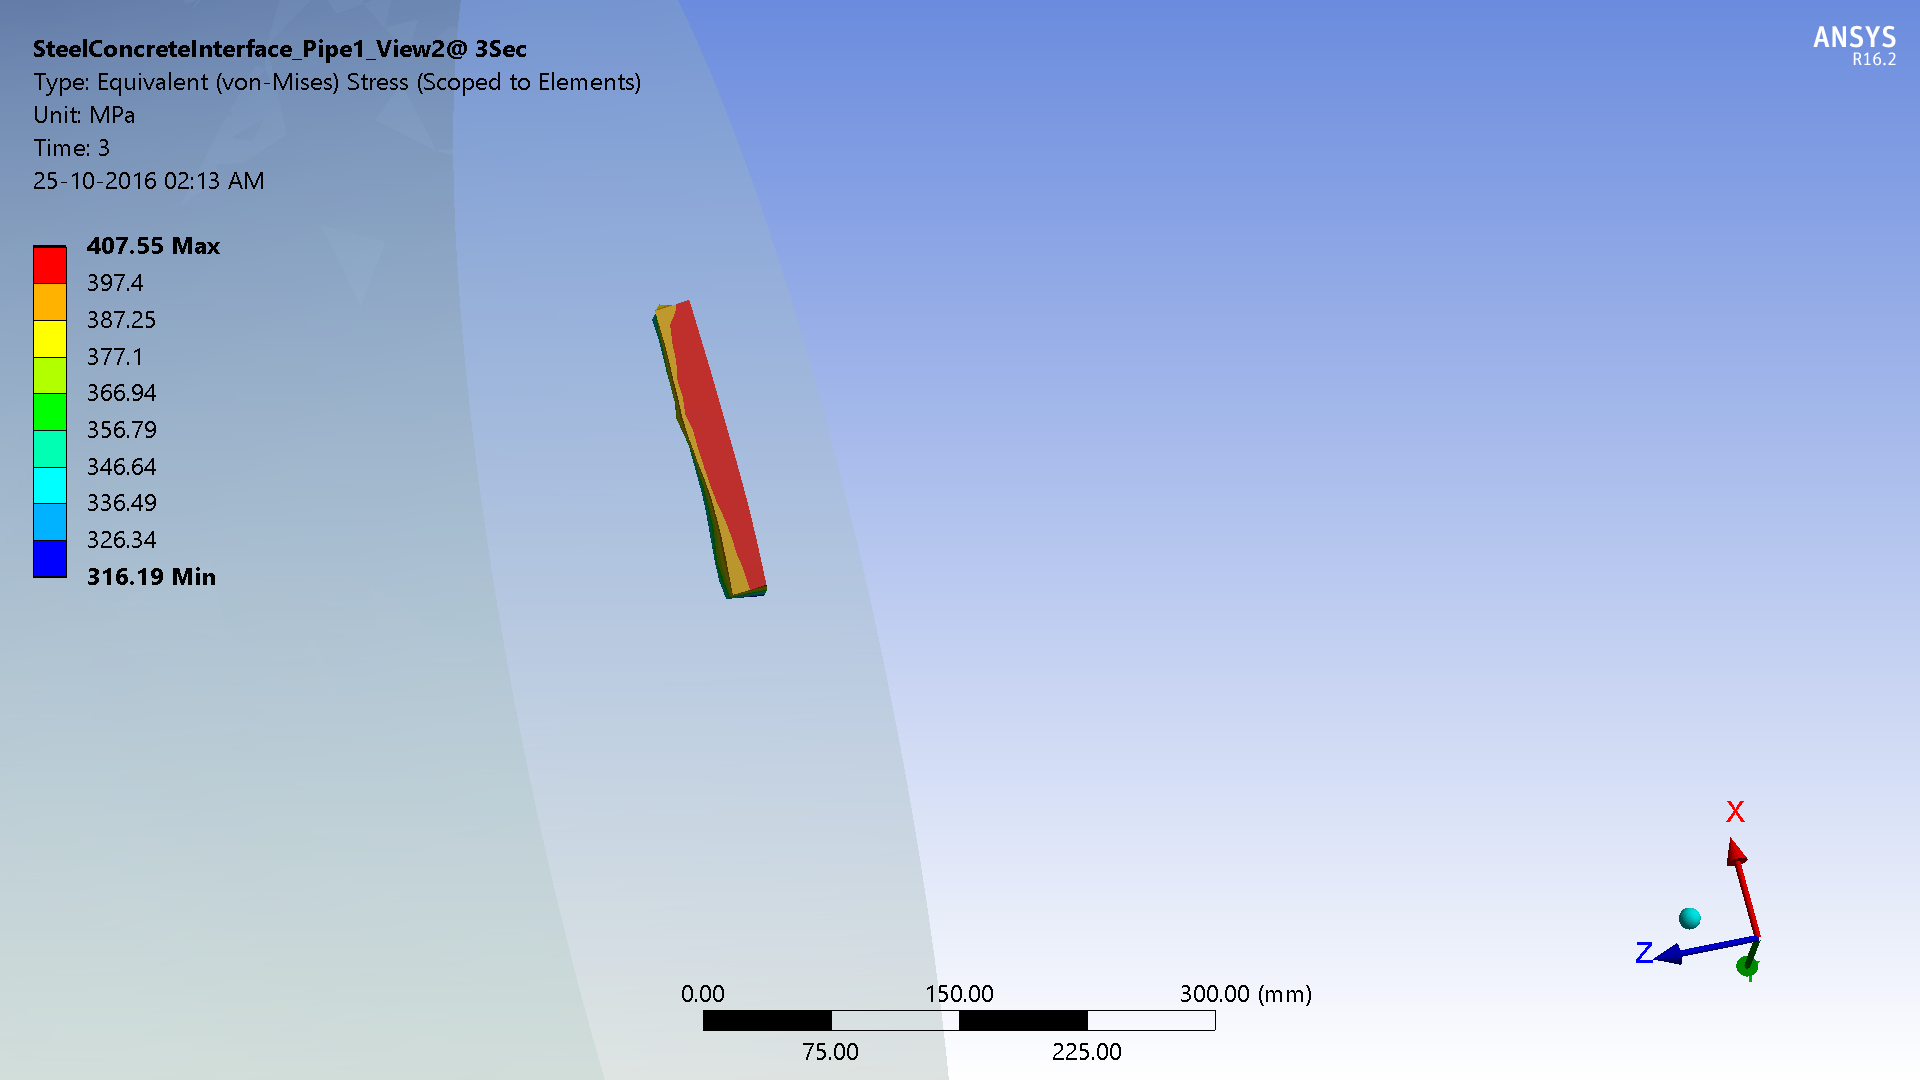 SteelConcreteInterface_Pipe1_View2@ 3Sec
Type: Equivalent (von-Mises) Stress (Scoped to Elements)
Unit: MPa
Time: 3
25-10-2016 02:13 AM
ANSYS
R16.2
407.55 Max
397.4
387.25
377.1
366.94
356.79
346.64
336.49
326.34
316.19 Min
X
Z
0.00 150.00 300.00 (mm)
75.00 225.00